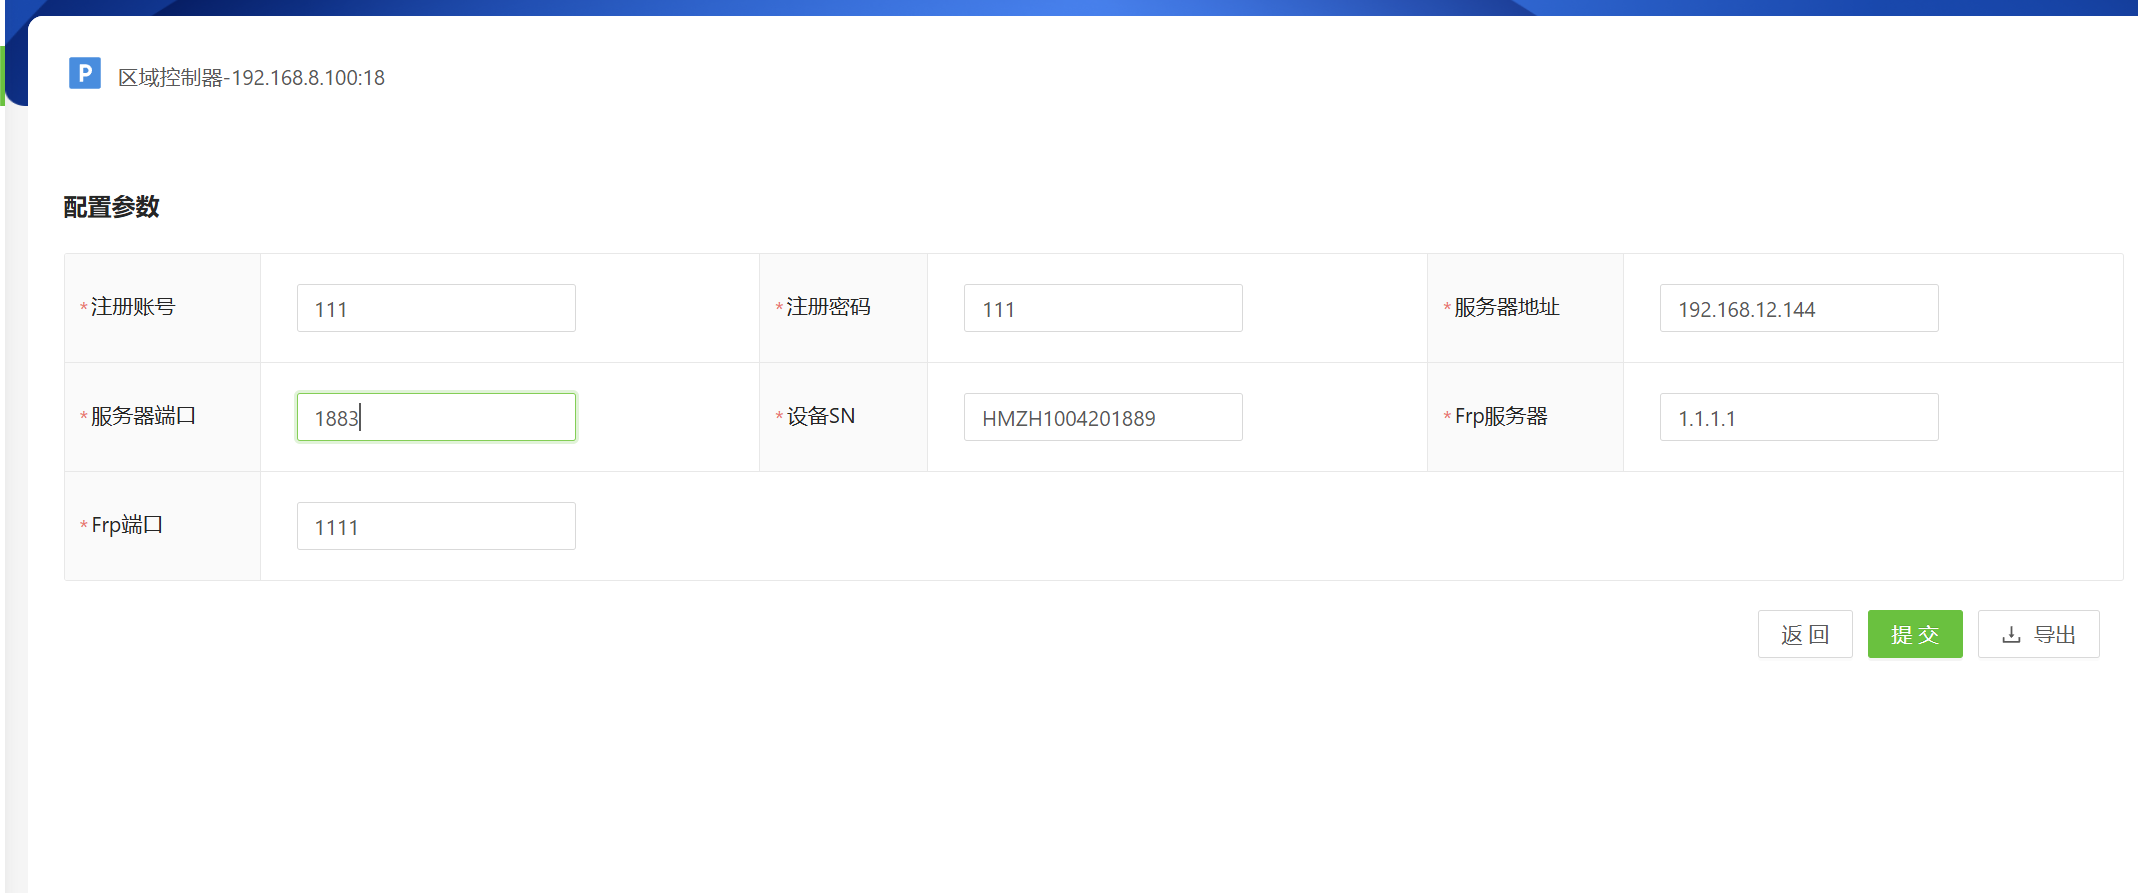 P 区域控制器-192.168.8.100:18
配置参数
*注册账号 111 *注册密码 111 *服务器地址 192.168.12.144
*服务器端口 1883 *设备SN HMZH1004201889 *Frp服务器 1.1.1.1
*Frp端口 1111
返 回 提 交 导出